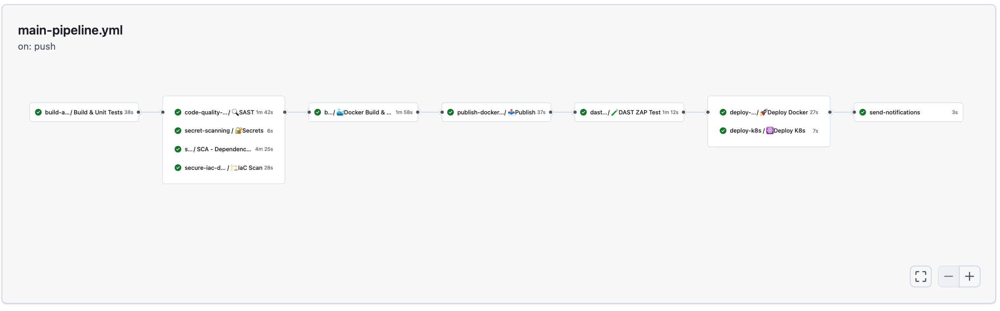 main-pipeline.yml
on: push
build-a... / Build & Unit Tests 38s
code-quality-... / 🔍SAST 1m 42s
secret-scanning / 🔐Secrets 6s
s... / SCA - Dependenc... 4m 25s
secure-iac-d... / 🏗️IaC Scan 28s
b... / 🐳Docker Build & ... 1m 58s
publish-docker... / 📤Publish 37s
dast... / 🧪DAST ZAP Test 1m 12s
deploy-... / 🚀Deploy Docker 27s
deploy-k8s / ☸️Deploy K8s 7s
send-notifications 3s